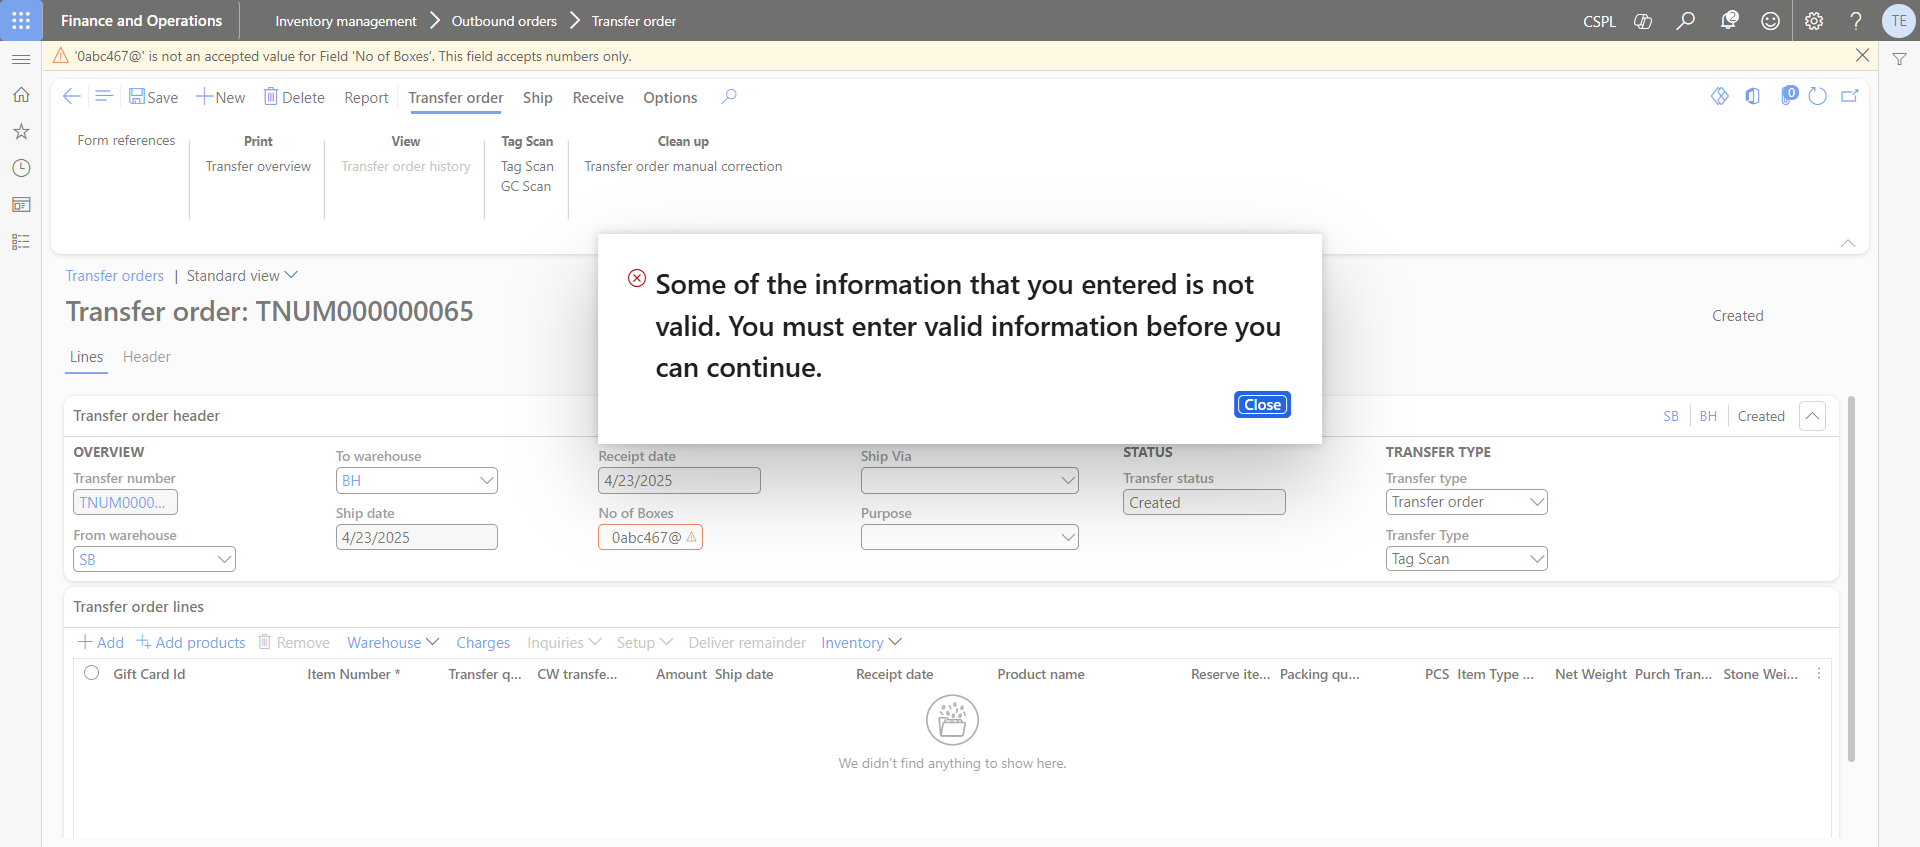 Finance and Operations
Inventory management
Outbound orders
Transfer order
CSPL
2
TE
'0abc467@' is not an accepted value for Field 'No of Boxes'. This field accepts numbers only.
Save
New
Delete
Report
Transfer order
Ship
Receive
Options
0
Form references
Print
Transfer overview
View
Transfer order history
Tag Scan
Tag Scan
GC Scan
Clean up
Transfer order manual correction
Some of the information that you entered is not
valid. You must enter valid information before you
can continue.
Close
Transfer orders | Standard view
Transfer order: TNUM000000065
Created
Lines
Header
Transfer order header
SB
BH
Created
OVERVIEW
Transfer number
TNUM0000...
From warehouse
SB
To warehouse
BH
Ship date
4/23/2025
Receipt date
4/23/2025
No of Boxes
0abc467@
Ship Via
Purpose
STATUS
Transfer status
Created
TRANSFER TYPE
Transfer type
Transfer order
Transfer Type
Tag Scan
Transfer order lines
Add
Add products
Remove
Warehouse
Charges
Inquiries
Setup
Deliver remainder
Inventory
Gift Card Id
Item Number *
Transfer q...
CW transfe...
Amount
Ship date
Receipt date
Product name
Reserve ite...
Packing qu...
PCS
Item Type ...
Net Weight
Purch Tran...
Stone Wei...
We didn't find anything to show here.